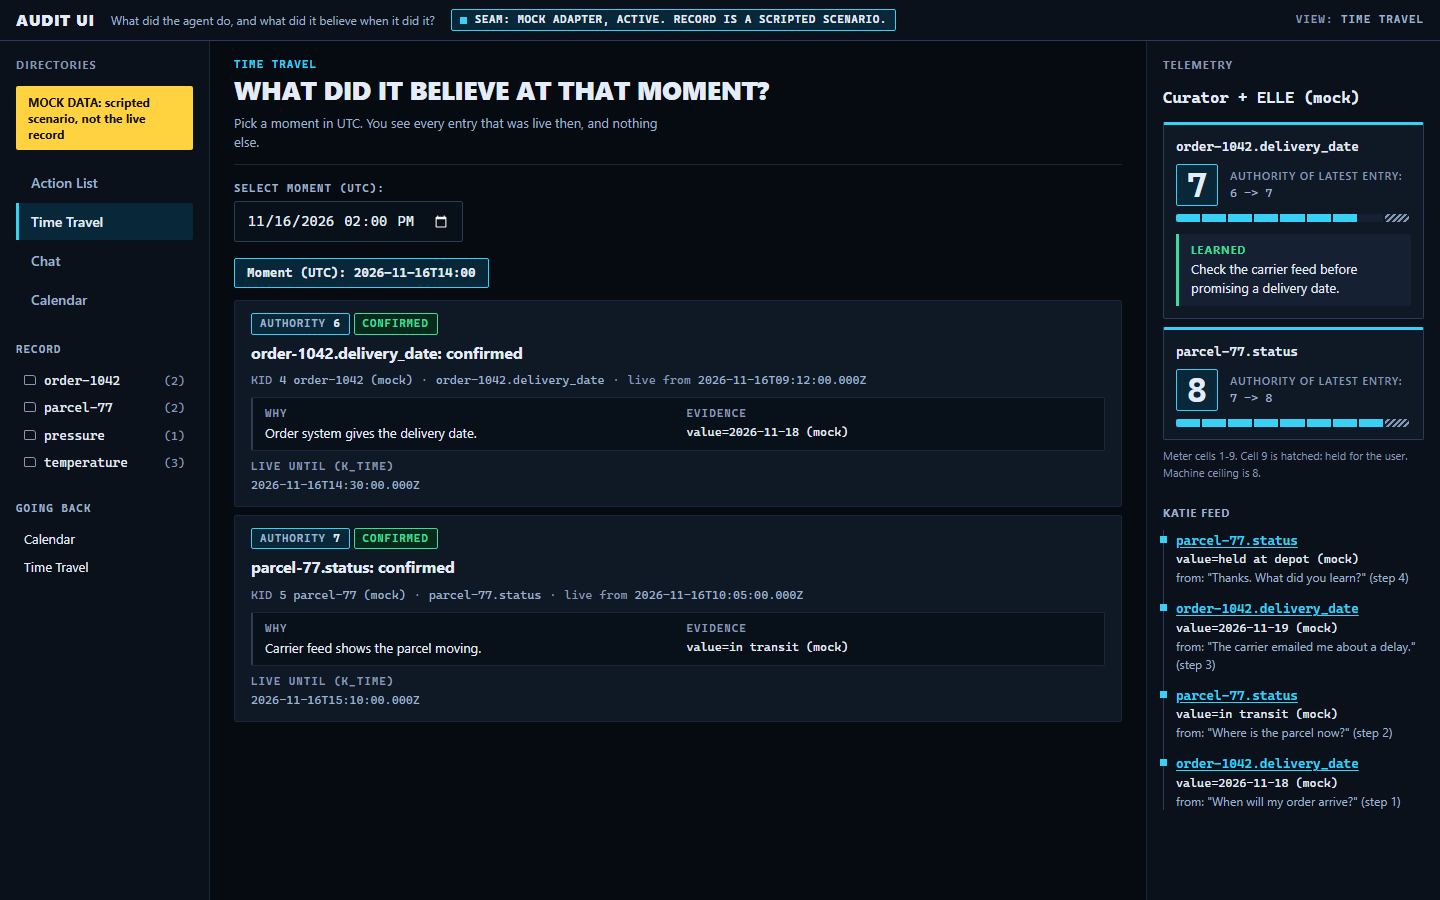 AUDIT UI
What did the agent do, and what did it believe when it did it?
SEAM: MOCK ADAPTER, ACTIVE. RECORD IS A SCRIPTED SCENARIO.
VIEW: TIME TRAVEL
DIRECTORIES
MOCK DATA: scripted
scenario, not the live
record
Action List
Time Travel
Chat
Calendar
RECORD
order-1042 (2)
parcel-77 (2)
pressure (1)
temperature (3)
GOING BACK
Calendar
Time Travel
TIME TRAVEL
WHAT DID IT BELIEVE AT THAT MOMENT?
Pick a moment in UTC. You see every entry that was live then, and nothing
else.
SELECT MOMENT (UTC):
11/16/2026 02:00 PM
Moment (UTC): 2026-11-16T14:00
AUTHORITY 6 CONFIRMED
order-1042.delivery_date: confirmed
KID 4 order-1042 (mock) · order-1042.delivery_date · live from 2026-11-16T09:12:00.000Z
WHY
Order system gives the delivery date.
EVIDENCE
value=2026-11-18 (mock)
LIVE UNTIL (K_TIME)
2026-11-16T14:30:00.000Z
AUTHORITY 7 CONFIRMED
parcel-77.status: confirmed
KID 5 parcel-77 (mock) · parcel-77.status · live from 2026-11-16T10:05:00.000Z
WHY
Carrier feed shows the parcel moving.
EVIDENCE
value=in transit (mock)
LIVE UNTIL (K_TIME)
2026-11-16T15:10:00.000Z
TELEMETRY
Curator + ELLE (mock)
order-1042.delivery_date
7
AUTHORITY OF LATEST ENTRY:
6 -> 7
LEARNED
Check the carrier feed before
promising a delivery date.
parcel-77.status
8
AUTHORITY OF LATEST ENTRY:
7 -> 8
Meter cells 1-9. Cell 9 is hatched: held for the user.
Machine ceiling is 8.
KATIE FEED
parcel-77.status
value=held at depot (mock)
from: "Thanks. What did you learn?" (step 4)
order-1042.delivery_date
value=2026-11-19 (mock)
from: "The carrier emailed me about a delay."
(step 3)
parcel-77.status
value=in transit (mock)
from: "Where is the parcel now?" (step 2)
order-1042.delivery_date
value=2026-11-18 (mock)
from: "When will my order arrive?" (step 1)